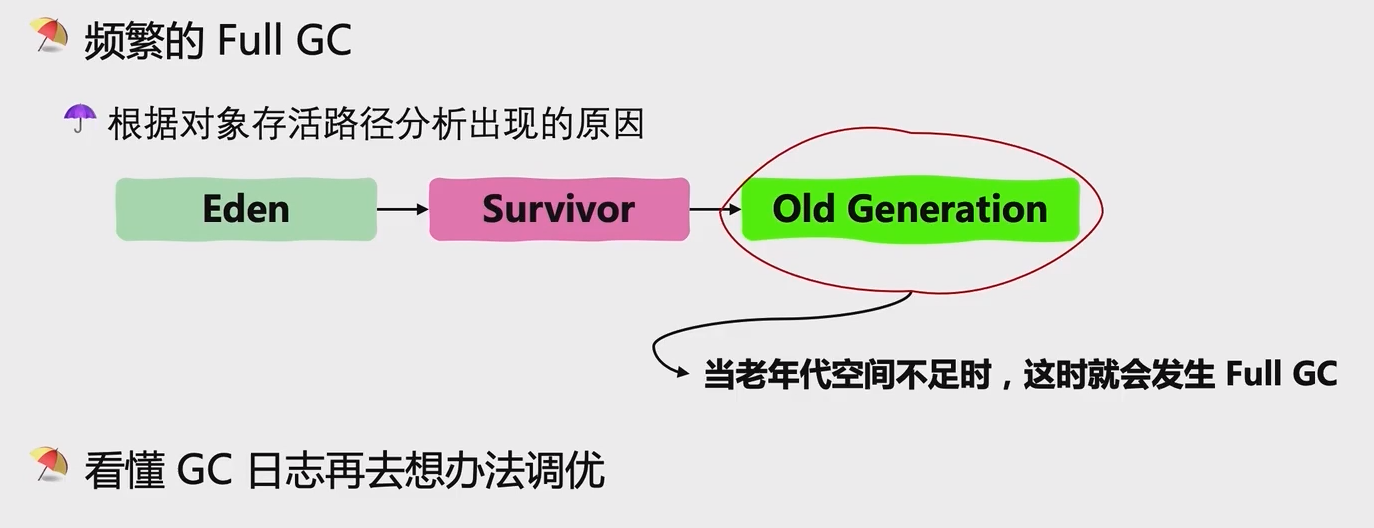 频繁的 Full GC
根据对象存活路径分析出现的原因
Eden
Survivor
Old Generation
当老年代空间不足时，这时就会发生 Full GC
看懂 GC 日志再去想办法调优